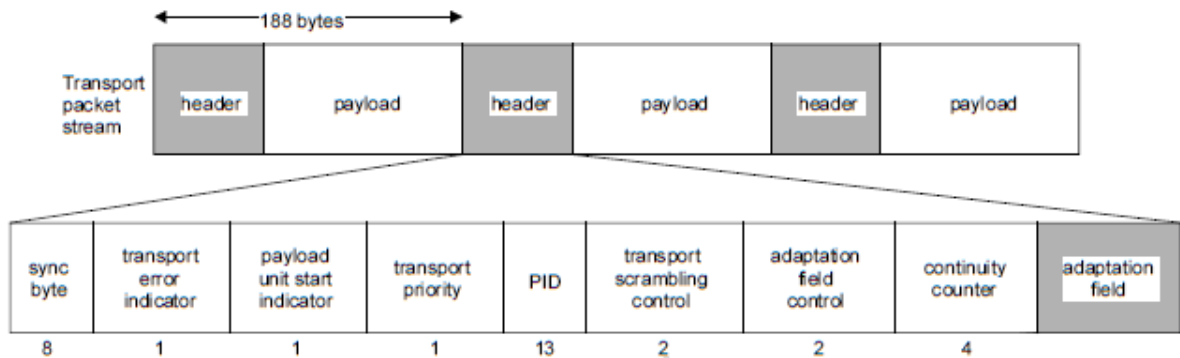 188 bytes
Transport
packet
stream
header
payload
header
payload
header
payload
sync
byte
transport
error
indicator
payload
unit start
indicator
transport
priority
PID
transport
scrambling
control
adaptation
field
control
continuity
counter
adaptation
field
8
1
1
1
13
2
2
4